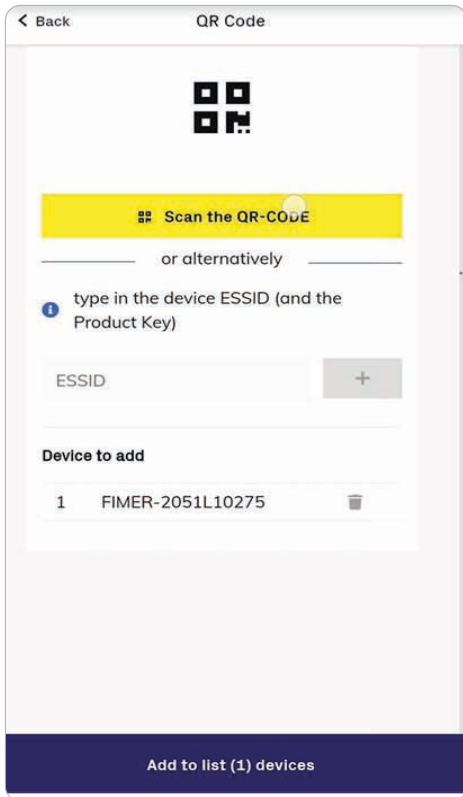 Back
QR Code
Scan the QR-CODE
or alternatively
type in the device ESSID (and the
Product Key)
ESSID
+
Device to add
1 FIMER-2051L10275
Add to list (1) devices